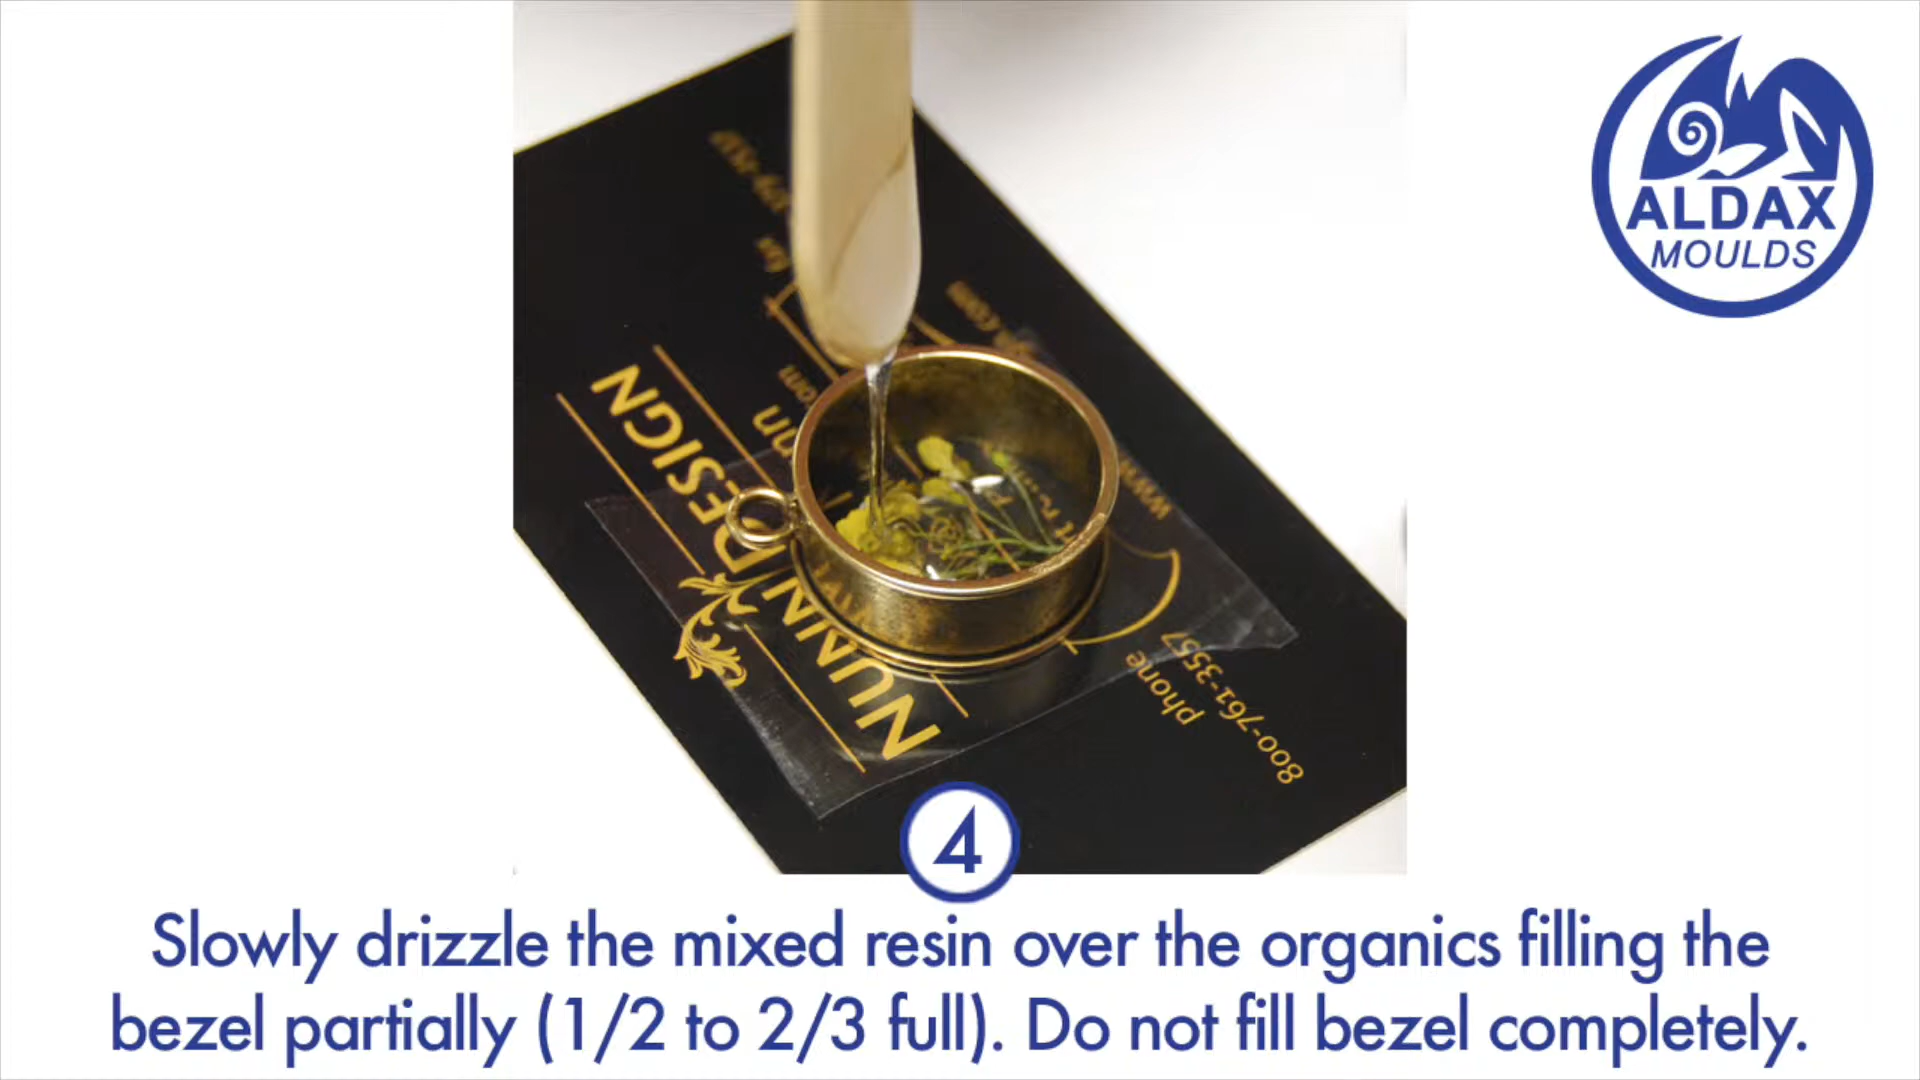 ALDAX
MOULDS
NUNN DESIGN
phone
800-761-3557
4
Slowly drizzle the mixed resin over the organics filling the
bezel partially (1/2 to 2/3 full). Do not fill bezel completely.